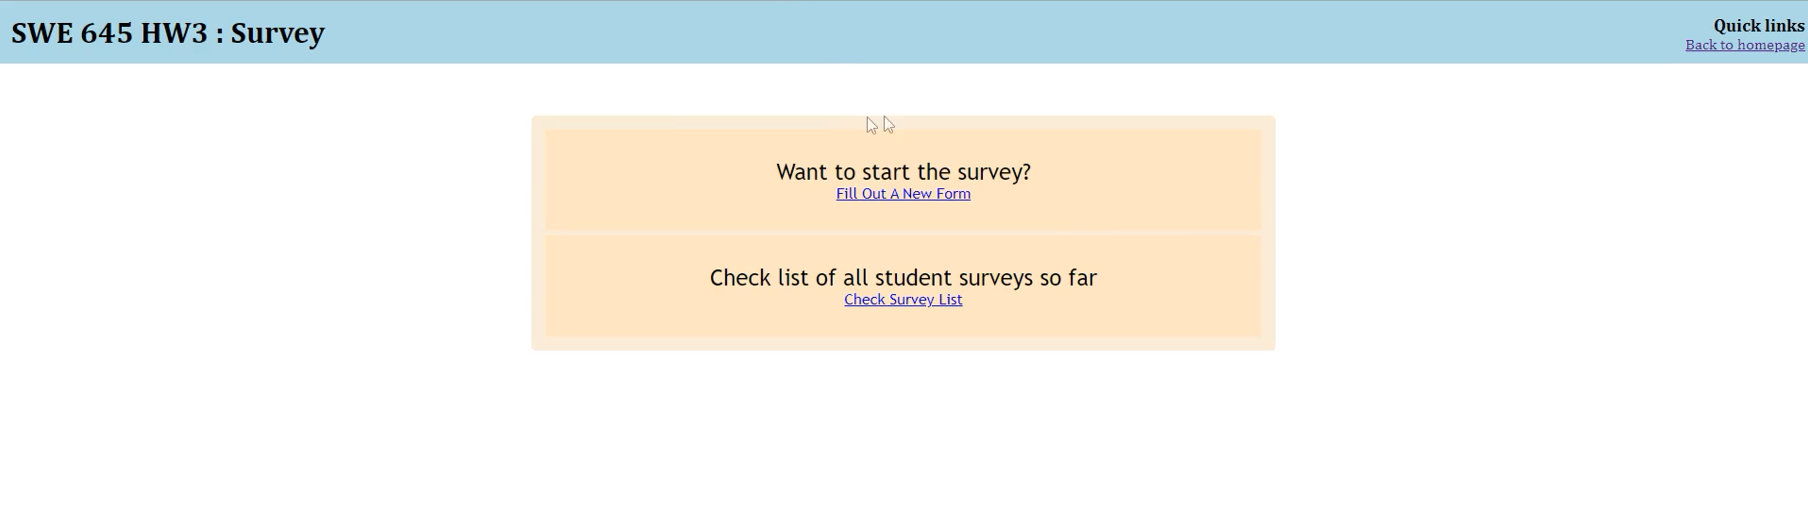 SWE 645 HW3 : Survey
Quick links
Back to homepage
Want to start the survey?
Fill Out A New Form
Check list of all student surveys so far
Check Survey List